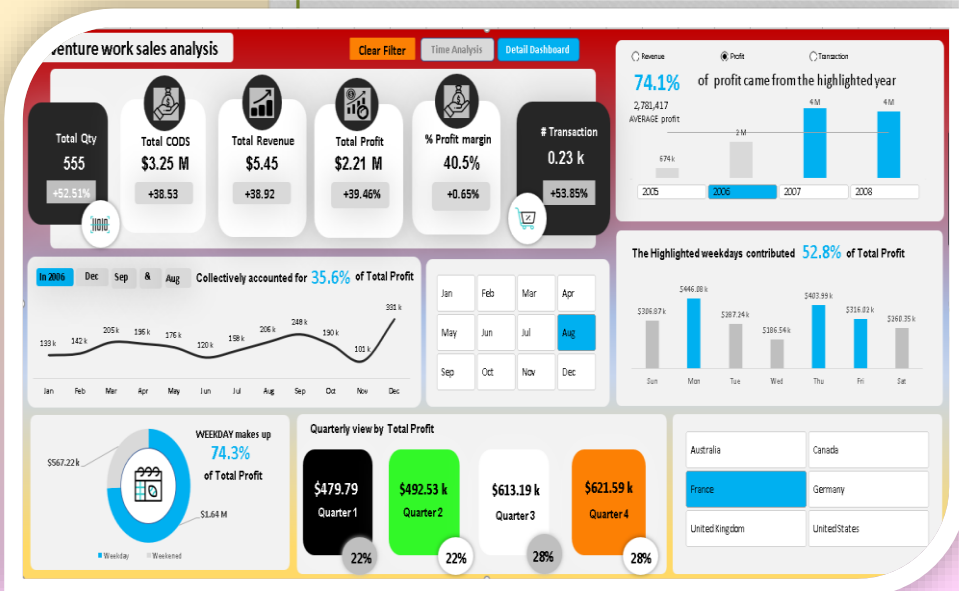 venture work sales analysis
Clear Filter
Time Analysis
Detail Dashboard
Total Qty
555
+52.51%
Total CODS
$3.25 M
+38.53
Total Revenue
$5.45
+38.92
Total Profit
$2.21 M
+39.46%
% Profit margin
40.5%
+0.65%
# Transaction
0.23 k
+53.85%
Revenue
Profit
Transaction
74.1% of profit came from the highlighted year
2,781,417
AVERAGE profit
674 k
2 M
4 M
4 M
2005
2006
2007
2008
In 2006
Dec
Sep
&
Aug
Collectively accounted for 35.6% of Total Profit
133 k
142 k
205 k
196 k
176 k
120 k
158 k
206 k
248 k
190 k
101 k
331 k
Jan Feb Mar Apr May Jun Jul Aug Sep Oct Nov Dec
Jan Feb Mar Apr
May Jun Jul Aug
Sep Oct Nov Dec
The Highlighted weekdays contributed 52.8% of Total Profit
$306.87 k
$446.08 k
$287.24 k
$186.54 k
$403.99 k
$316.02 k
$260.35 k
Sun Mon Tue Wed Thu Fri Sat
WEEKDAY makes up
74.3%
of Total Profit
$567.22 k
$1.64 M
Weekday Weekened
Quarterly view by Total Profit
$479.79
Quarter 1
22%
$492.53 k
Quarter 2
22%
$613.19 k
Quarter 3
28%
$621.59 k
Quarter 4
28%
Australia
Canada
France
Germany
United Kingdom
United States